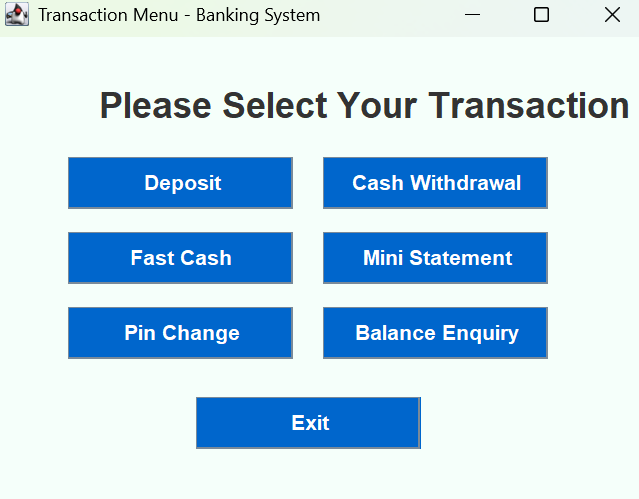 Transaction Menu - Banking System
Please Select Your Transaction
Deposit Cash Withdrawal
Fast Cash Mini Statement
Pin Change Balance Enquiry
Exit